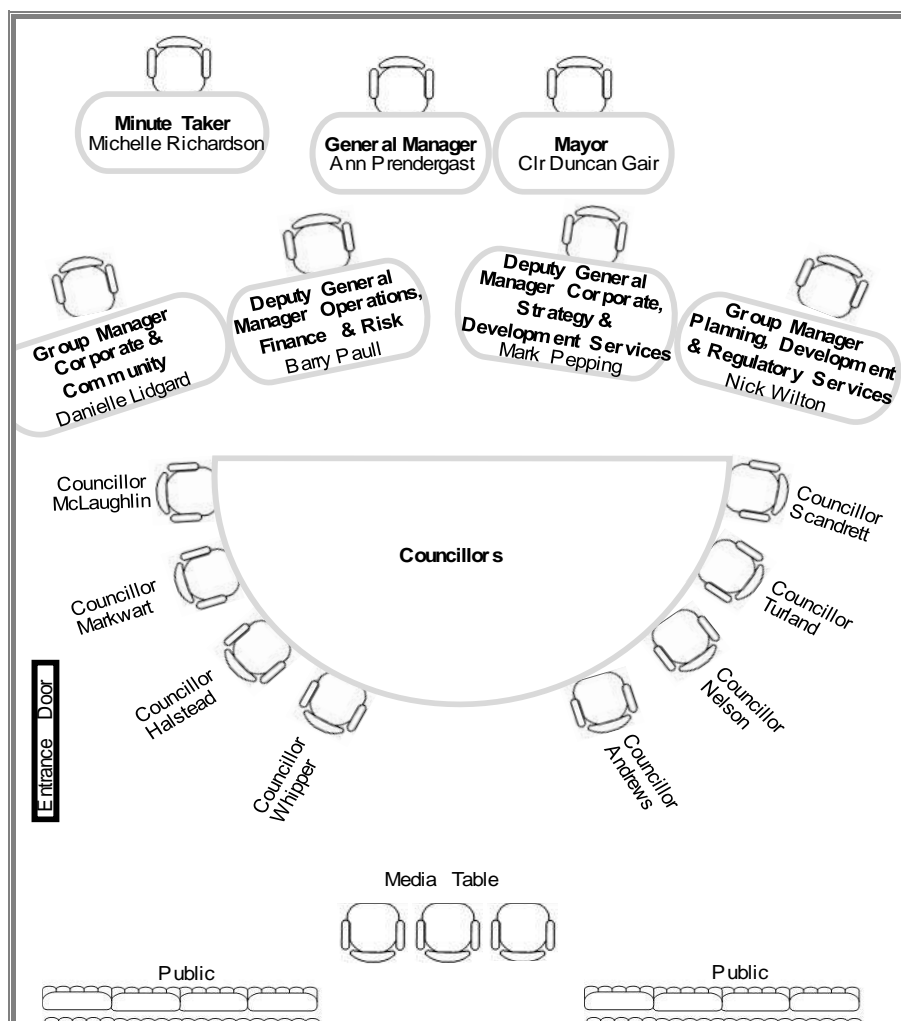 Minute Taker
Michelle Richardson
General Manager
Ann Prendergast
Mayor
Clr Duncan Gair
Group Manager
Corporate &
Community
Danielle Lidgard
Deputy General
Manager Operations,
Finance & Risk
Barry Paull
Deputy General
Manager Corporate,
Strategy &
Development Services
Mark Pepping
Group Manager
Planning, Development
& Regulatory Services
Nick Wilton
Councillor
McLaughlin
Councillor
Scandrett
Councillors
Councillor
Markwart
Councillor
Turland
Councillor
Halstead
Councillor
Nelson
Entrance Door
Councillor
Whipper
Councillor
Andrews
Media Table
Public
Public